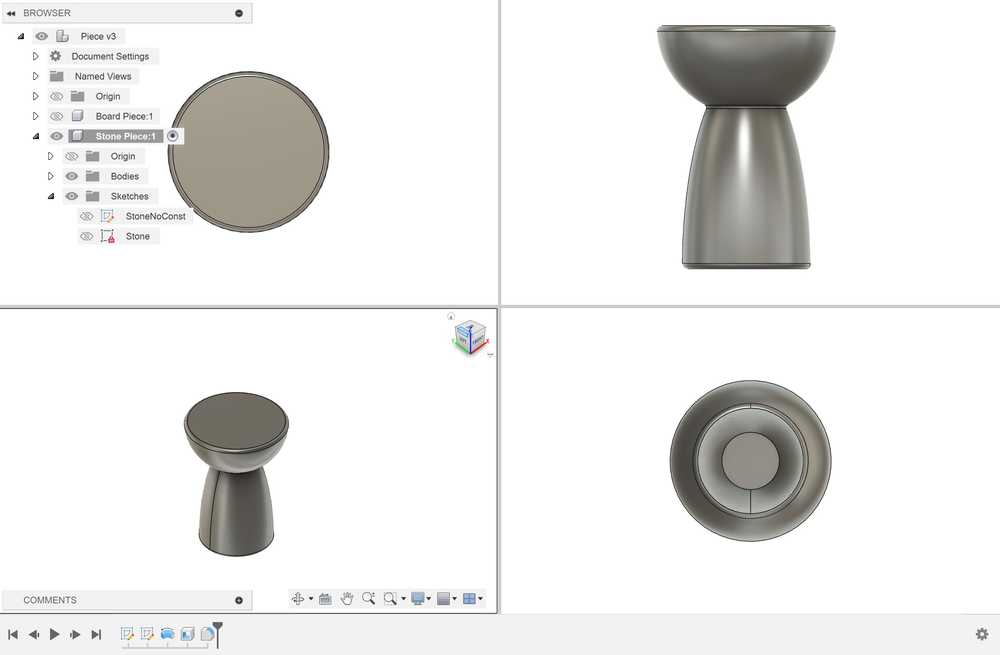 BROWSER
Piece v3
Document Settings
Named Views
Origin
Board Piece:1
Stone Piece:1
Origin
Bodies
Sketches
StoneNoConst
Stone
COMMENTS